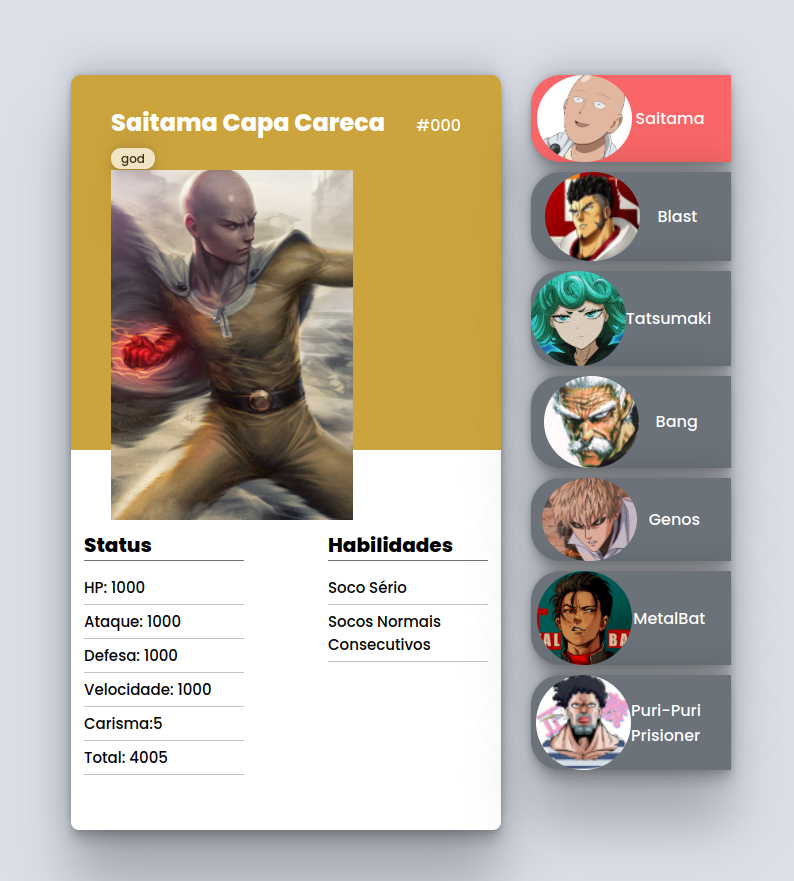 Saitama Capa Careca #000
god
Status
HP: 1000
Ataque: 1000
Defesa: 1000
Velocidade: 1000
Carisma:5
Total: 4005
Habilidades
Soco Sério
Socos Normais
Consecutivos
Saitama
Blast
Tatsumaki
Bang
Genos
MetalBat
Puri-Puri
Prisioner